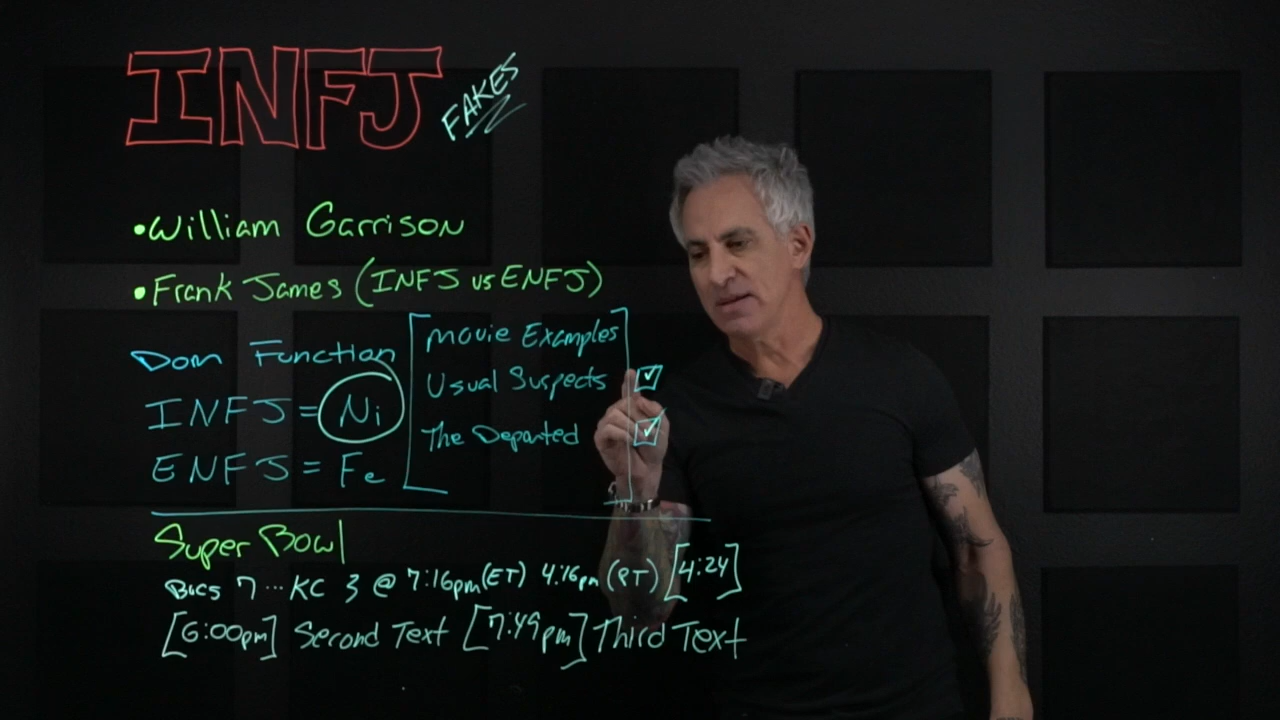 INFJ FAKES
•William Garrison
•Frank James (INFJ vs ENFJ)
Dom Function
INFJ = Ni
ENFJ = Fe
[Movie Examples]
Usual Suspects ☑
The Departed ☑
Super Bowl
Bucs 7 ... KC 3 @ 7:16pm (ET) 4:16pm (PT) [4:24]
[6:00pm] Second Text [7:49pm] Third Text